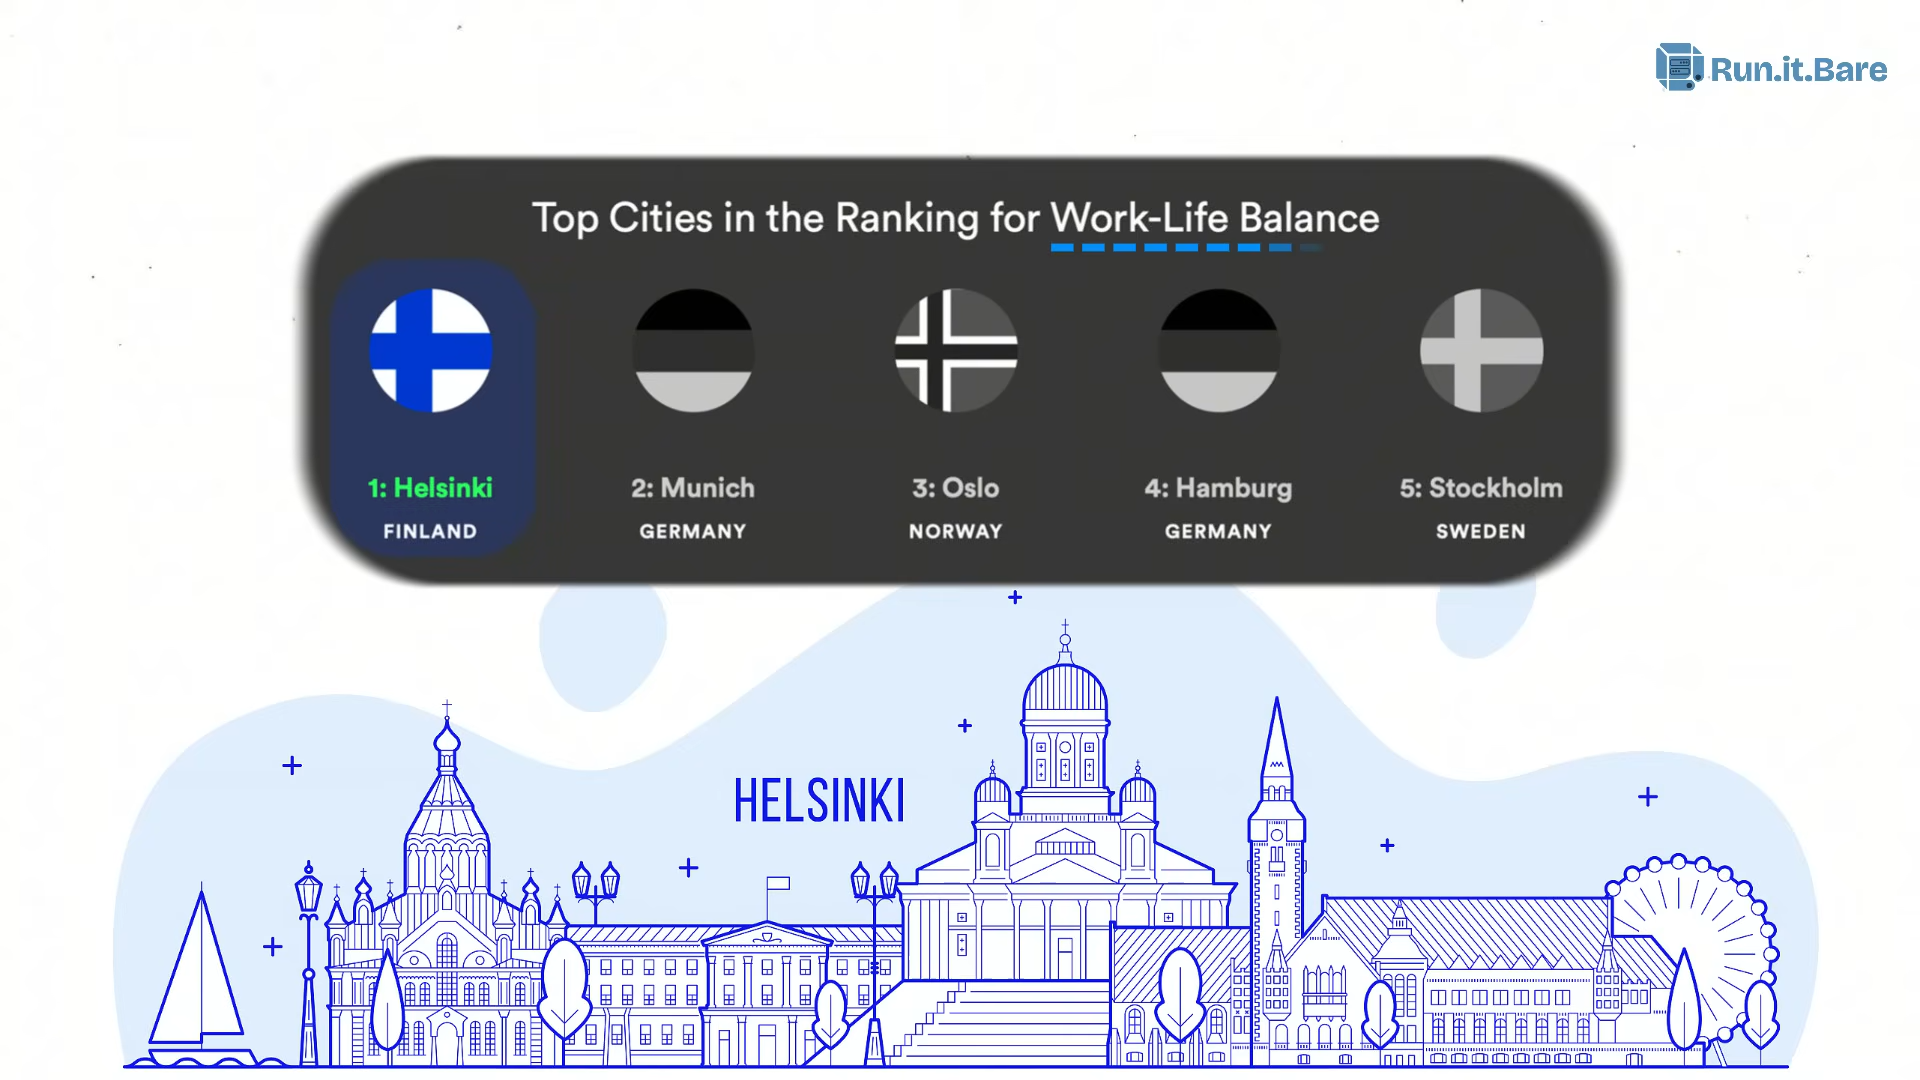 Run.it.Bare
Top Cities in the Ranking for Work-Life Balance
1: Helsinki
FINLAND
2: Munich
GERMANY
3: Oslo
NORWAY
4: Hamburg
GERMANY
5: Stockholm
SWEDEN
HELSINKI